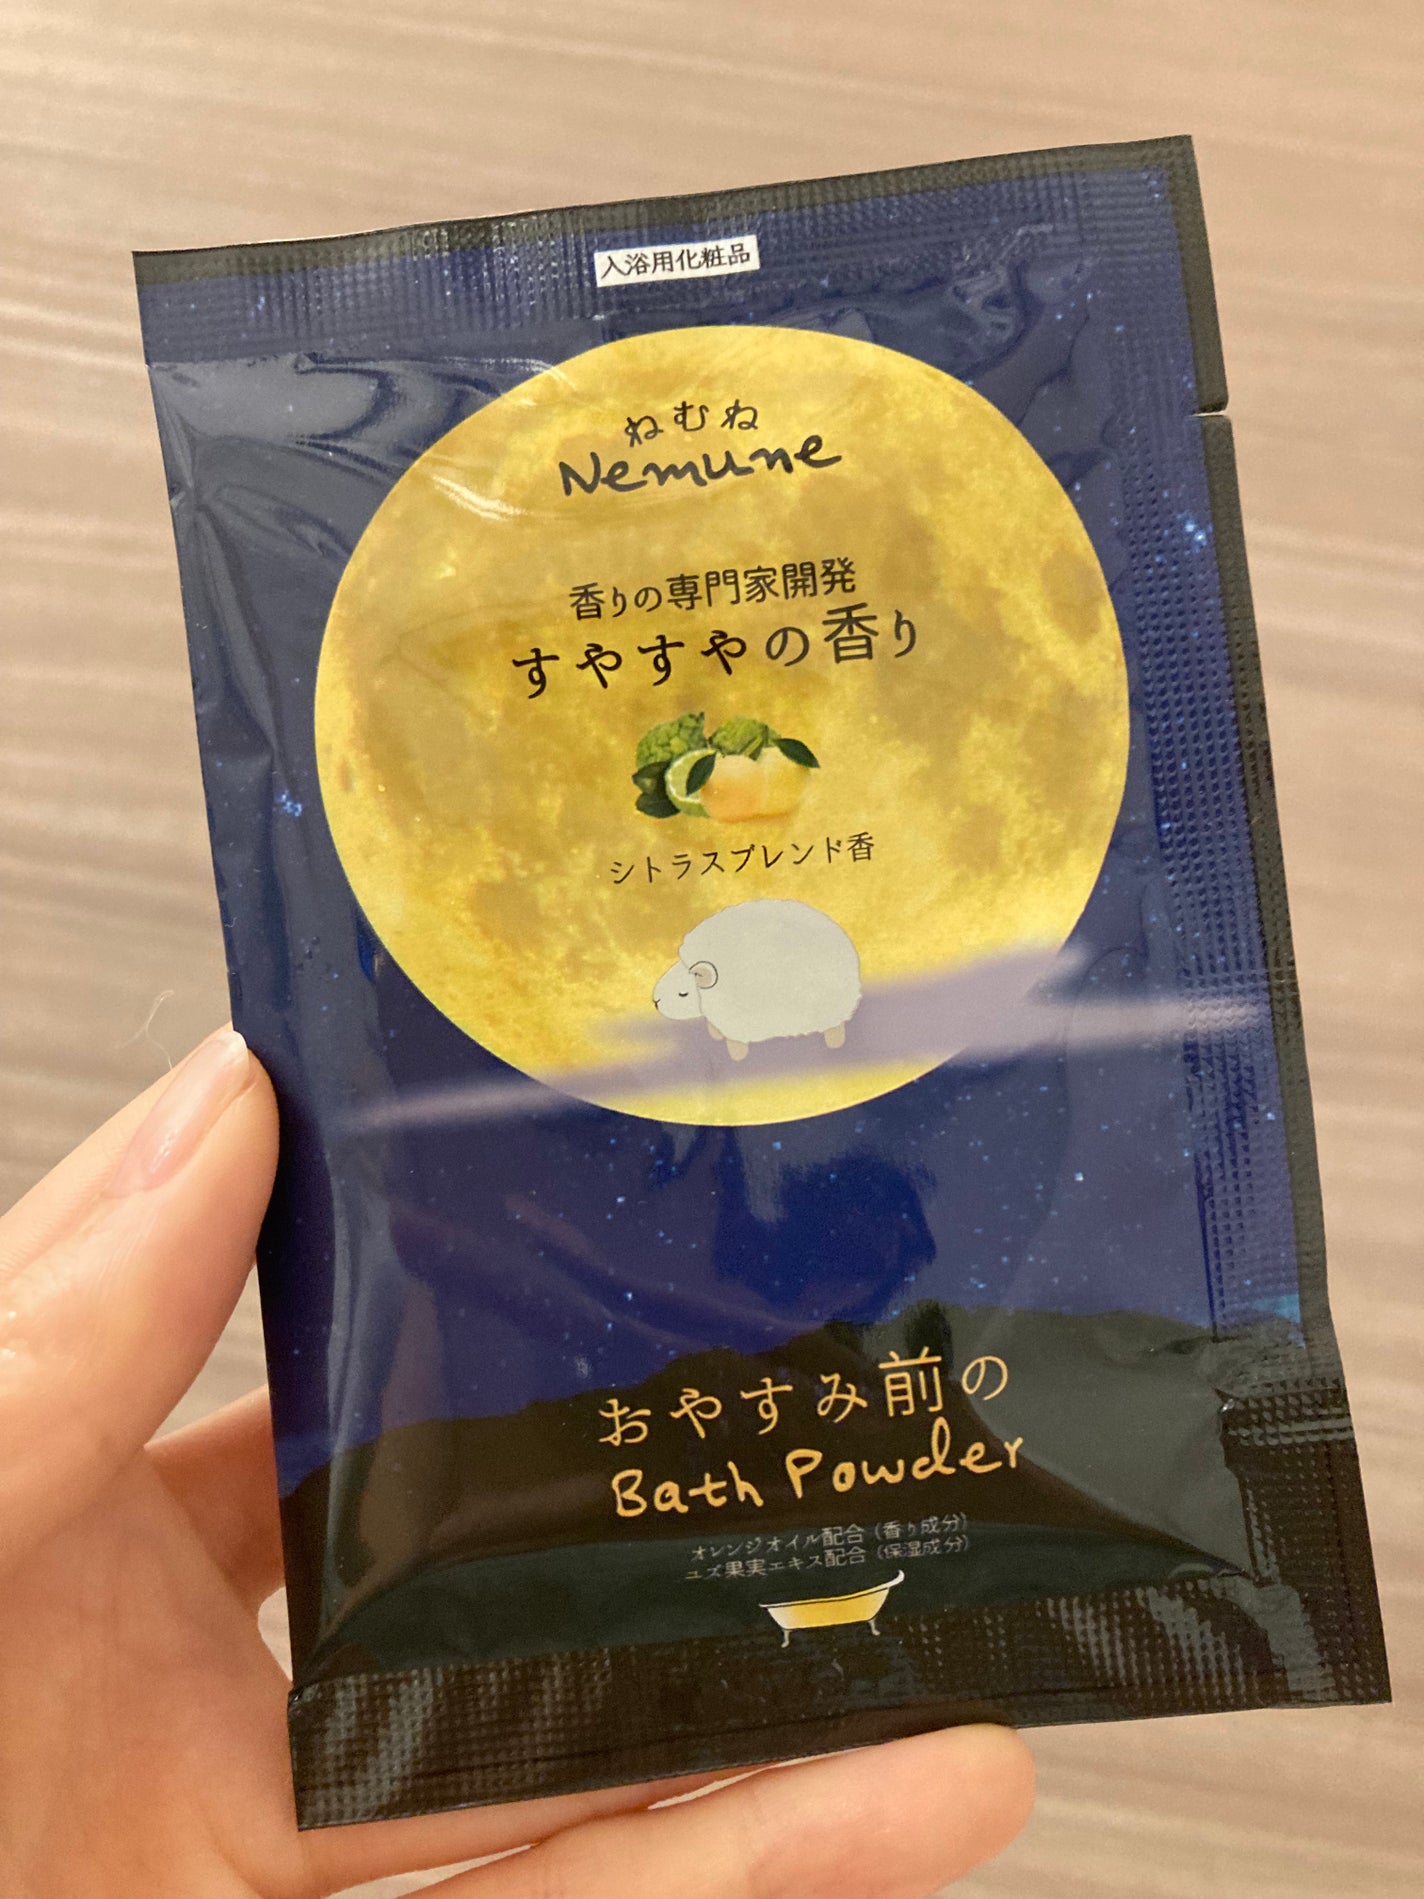 入浴用化粧品
ねむね
Nemune
香りの専門家開発
すやすやの香り
シトラスブレンド香
おやすみ前の
Bath Powder
オレンジオイル配合（香り成分）
ユズ果実エキス配合（保湿成分）